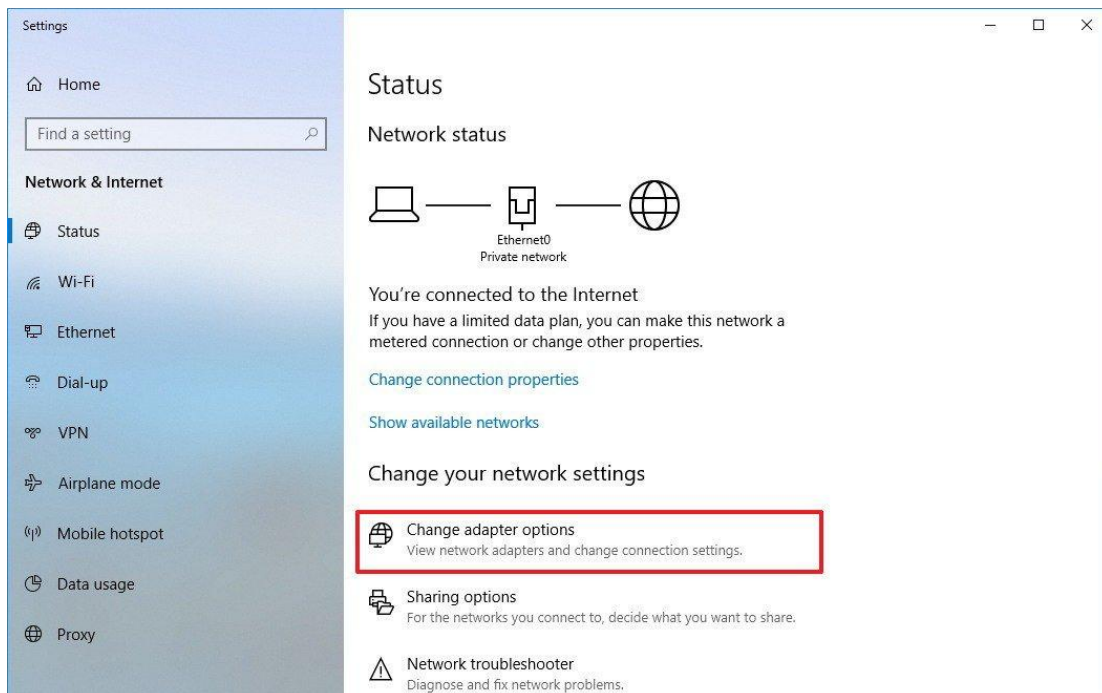 Settings
Home
Find a setting
Network & Internet
Status
Wi-Fi
Ethernet
Dial-up
VPN
Airplane mode
Mobile hotspot
Data usage
Proxy
Status
Network status
Ethernet0
Private network
You're connected to the Internet
If you have a limited data plan, you can make this network a
metered connection or change other properties.
Change connection properties
Show available networks
Change your network settings
Change adapter options
View network adapters and change connection settings.
Sharing options
For the networks you connect to, decide what you want to share.
Network troubleshooter
Diagnose and fix network problems.